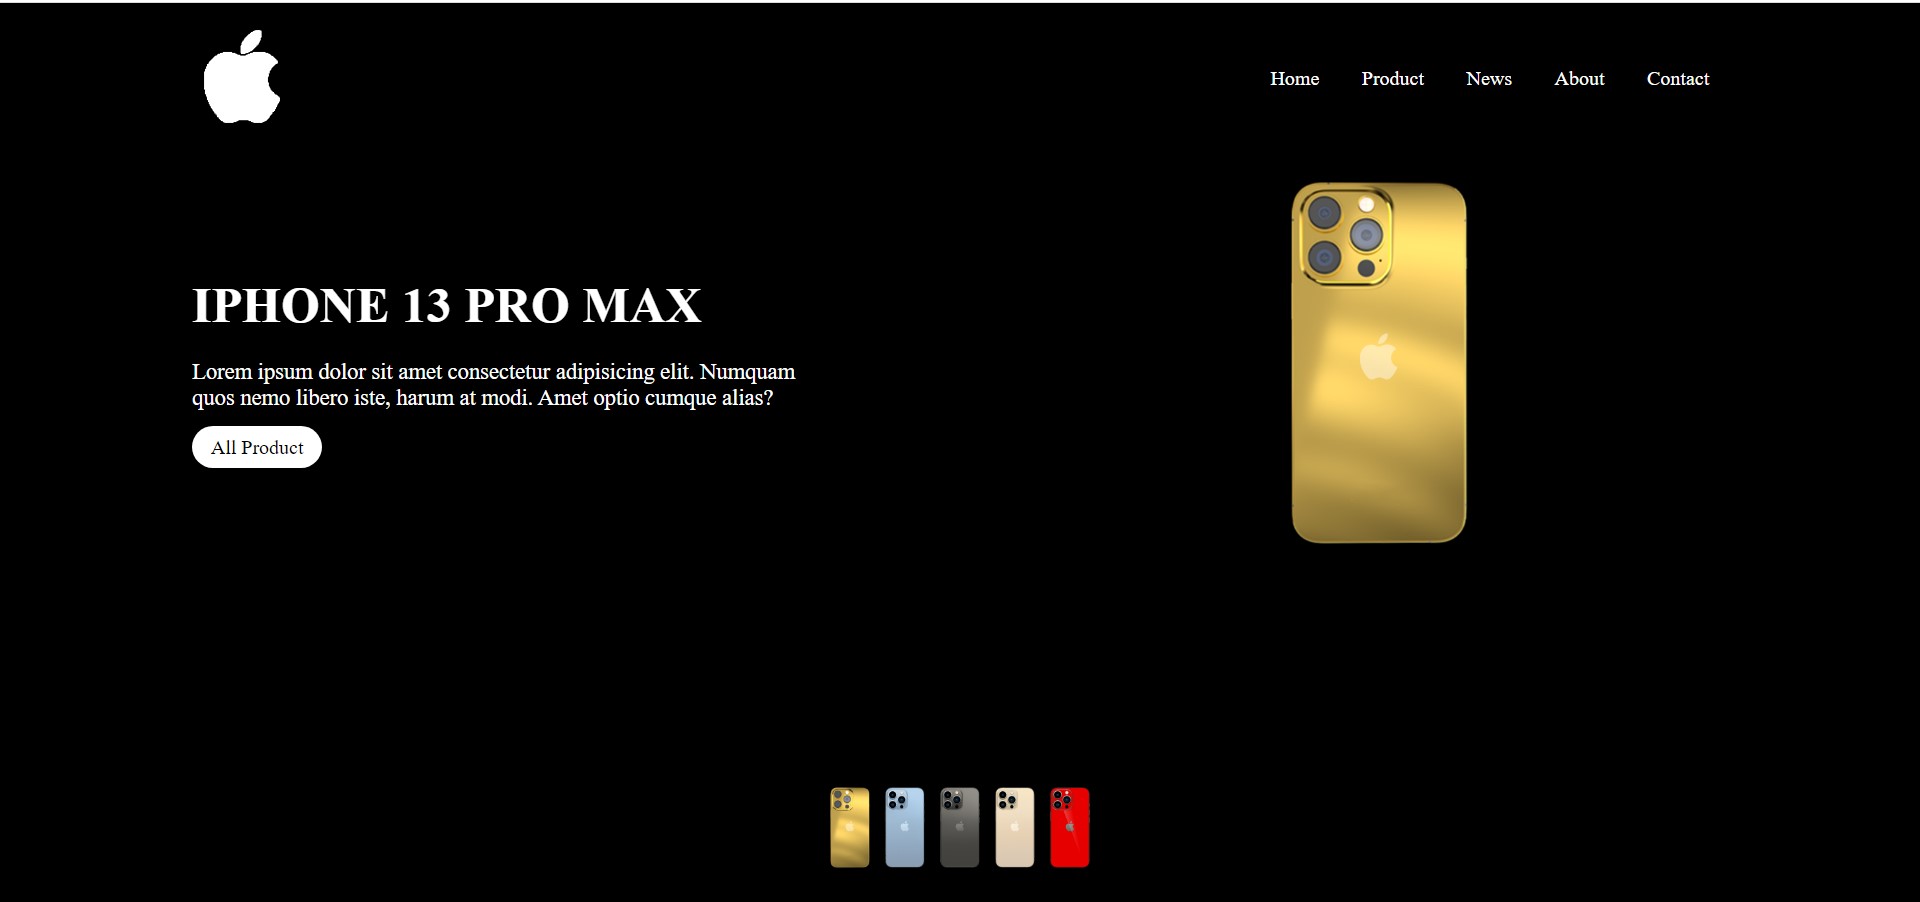 Home Product News About Contact
IPHONE 13 PRO MAX
Lorem ipsum dolor sit amet consectetur adipisicing elit. Numquam
quos nemo libero iste, harum at modi. Amet optio cumque alias?
All Product